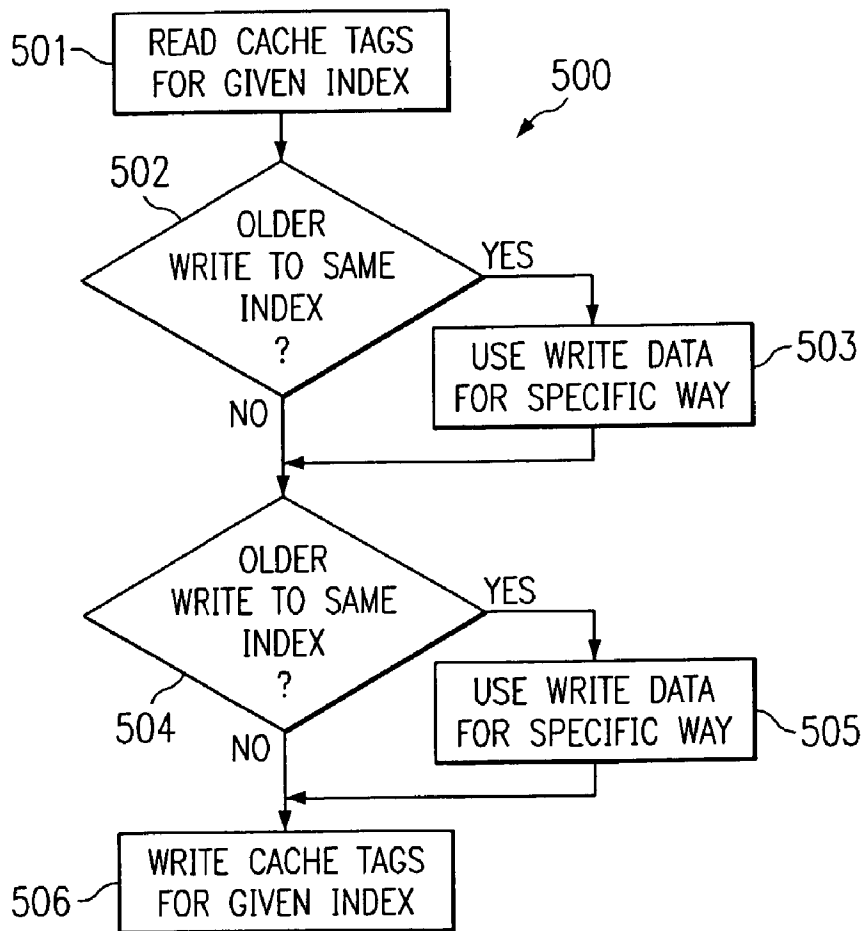 501
READ CACHE TAGS
FOR GIVEN INDEX
500
502
OLDER
WRITE TO SAME
INDEX
?
YES
NO
USE WRITE DATA
FOR SPECIFIC WAY
503
OLDER
WRITE TO SAME
INDEX
?
YES
504
NO
USE WRITE DATA
FOR SPECIFIC WAY
505
WRITE CACHE TAGS
FOR GIVEN INDEX
506